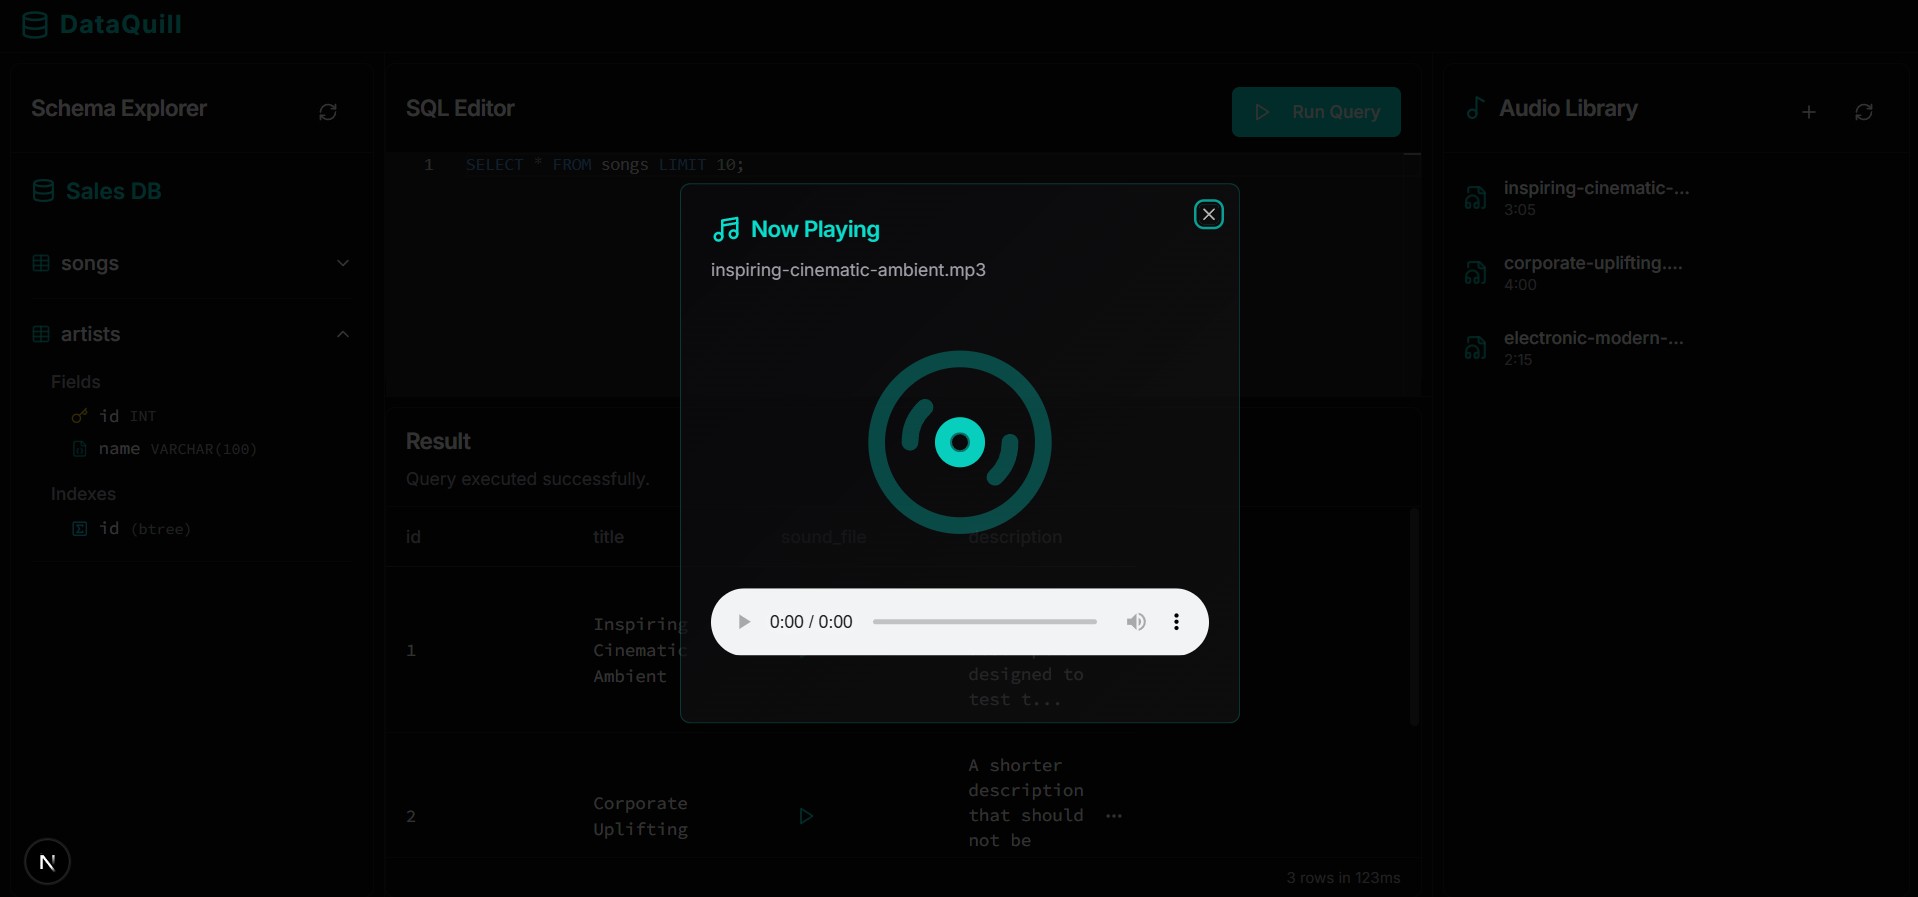 DataQuill
Schema Explorer
Sales DB
songs
artists
Fields
id INT
name VARCHAR(100)
Indexes
id (btree)
SQL Editor
Run Query
1 SELECT * FROM songs LIMIT 10;
Result
Query executed successfully.
id title sound_file description
1
Inspiring
Cinematic
Ambient
designed to
test t...
2
Corporate
Uplifting
A shorter
description
that should
not be
3 rows in 123ms
Now Playing
inspiring-cinematic-ambient.mp3
0:00 / 0:00
Audio Library
inspiring-cinematic-...
3:05
corporate-uplifting....
4:00
electronic-modern-...
2:15
N